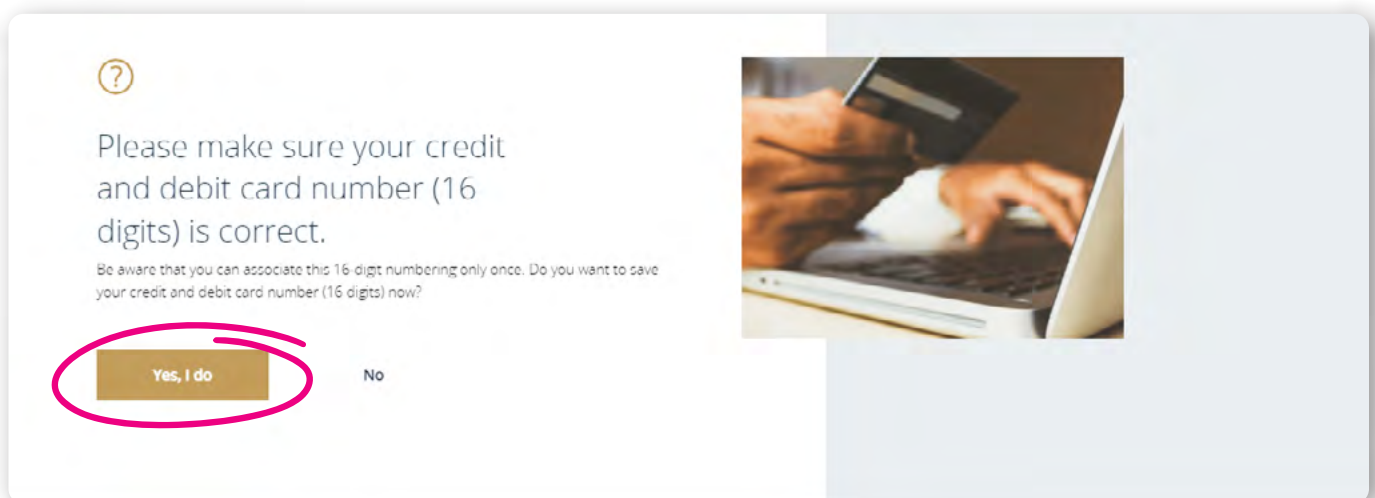 ?
Please make sure your credit
and debit card number (16
digits) is correct.
Be aware that you can associate this 16-digit numbering only once. Do you want to save
your credit and debit card number (16 digits) now?
Yes, I do
No